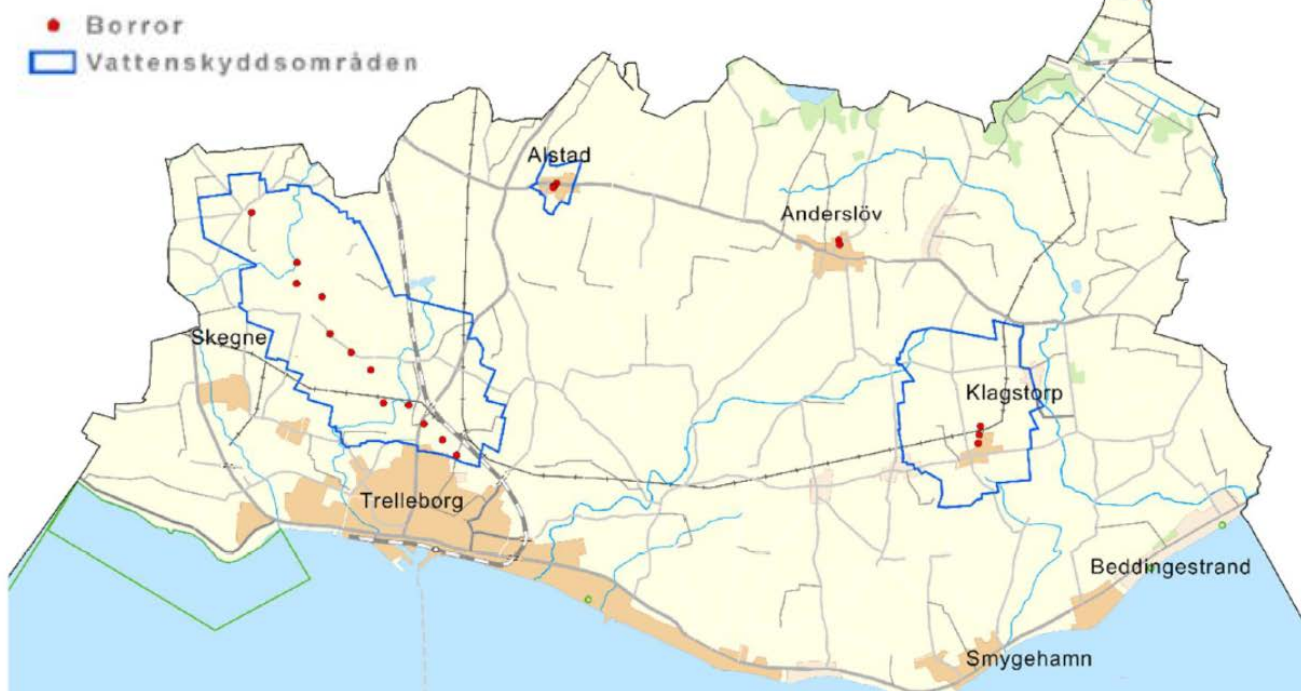 Borror
Vattenskyddsområden
Alstad
Anderslöv
Skegne
Klagstorp
Trelleborg
Beddingestrand
Smygehamn